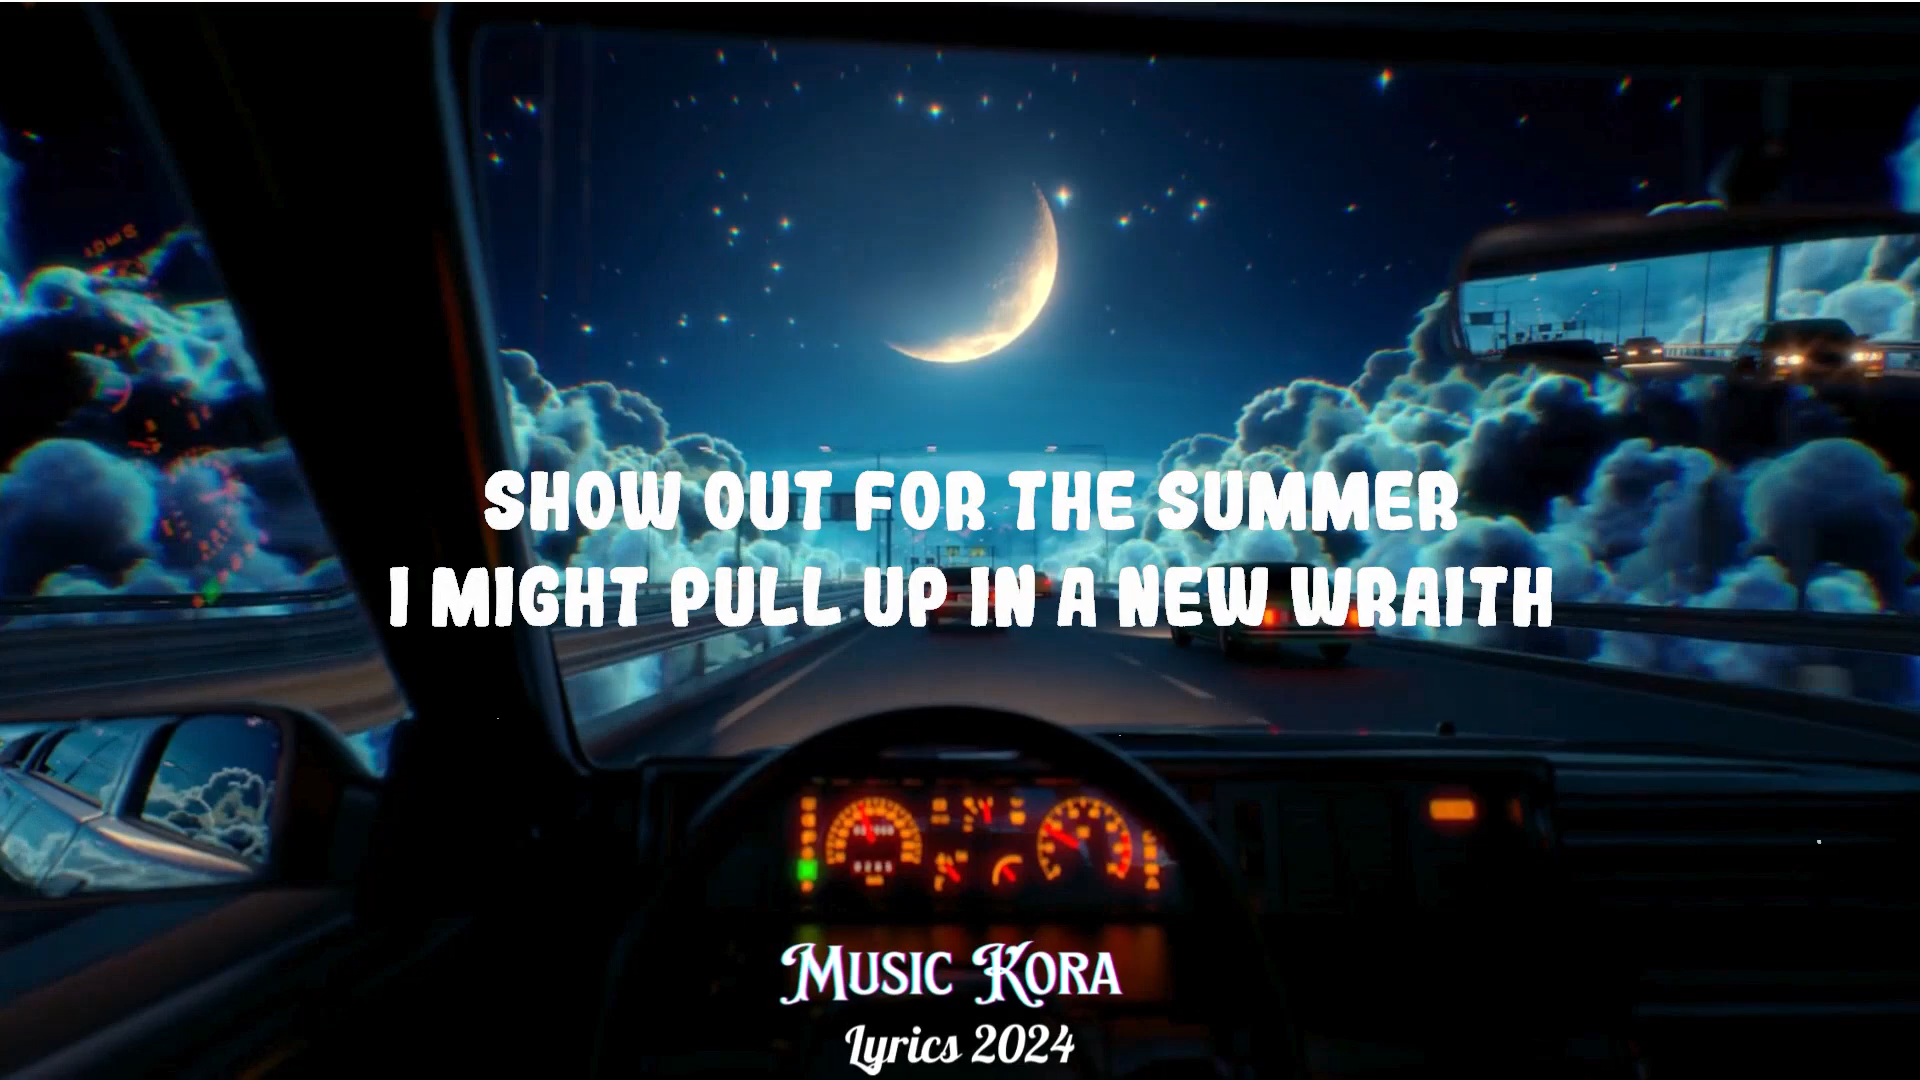 SHOW OUT FOR THE SUMMER
I MIGHT PULL UP IN A NEW WRAITH
MUSIC KORA
Lyrics 2024